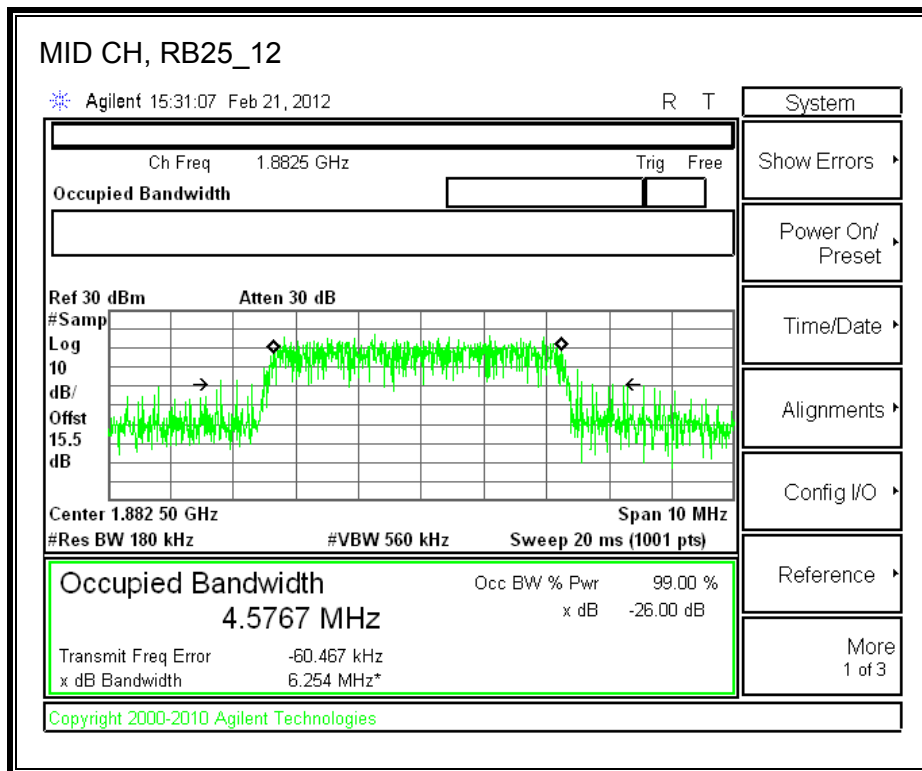 MID CH, RB25_12
Agilent 15:31:07 Feb 21, 2012 R T
System
Ch Freq 1.8825 GHz Trig Free
Show Errors
Occupied Bandwidth
Power On/
Preset
Ref 30 dBm Atten 30 dB
#Samp
Log
10
dB/
Offst
15.5
dB
Time/Date
Alignments
Config I/O
Center 1.882 50 GHz Span 10 MHz
#Res BW 180 kHz #VBW 560 kHz Sweep 20 ms (1001 pts)
Occupied Bandwidth Occ BW % Pwr 99.00 %
4.5767 MHz x dB -26.00 dB
Reference
Transmit Freq Error -60.467 kHz
x dB Bandwidth 6.254 MHz*
More
1 of 3
Copyright 2000-2010 Agilent Technologies